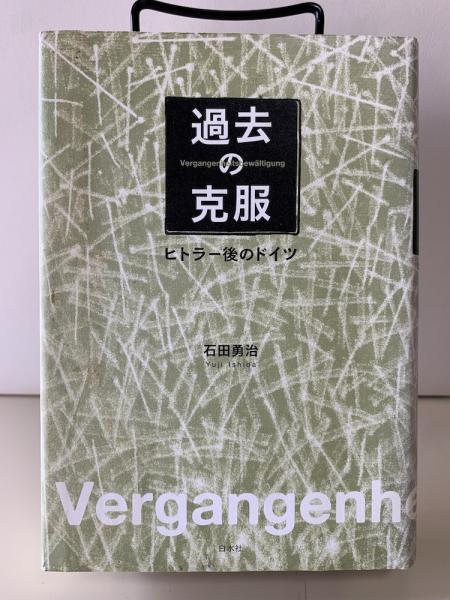 過去
の
Vergangenheitsbewältigung
克服
ヒトラー後のドイツ
石田勇治
Yuji Ishida
Vergangenhe
白水社